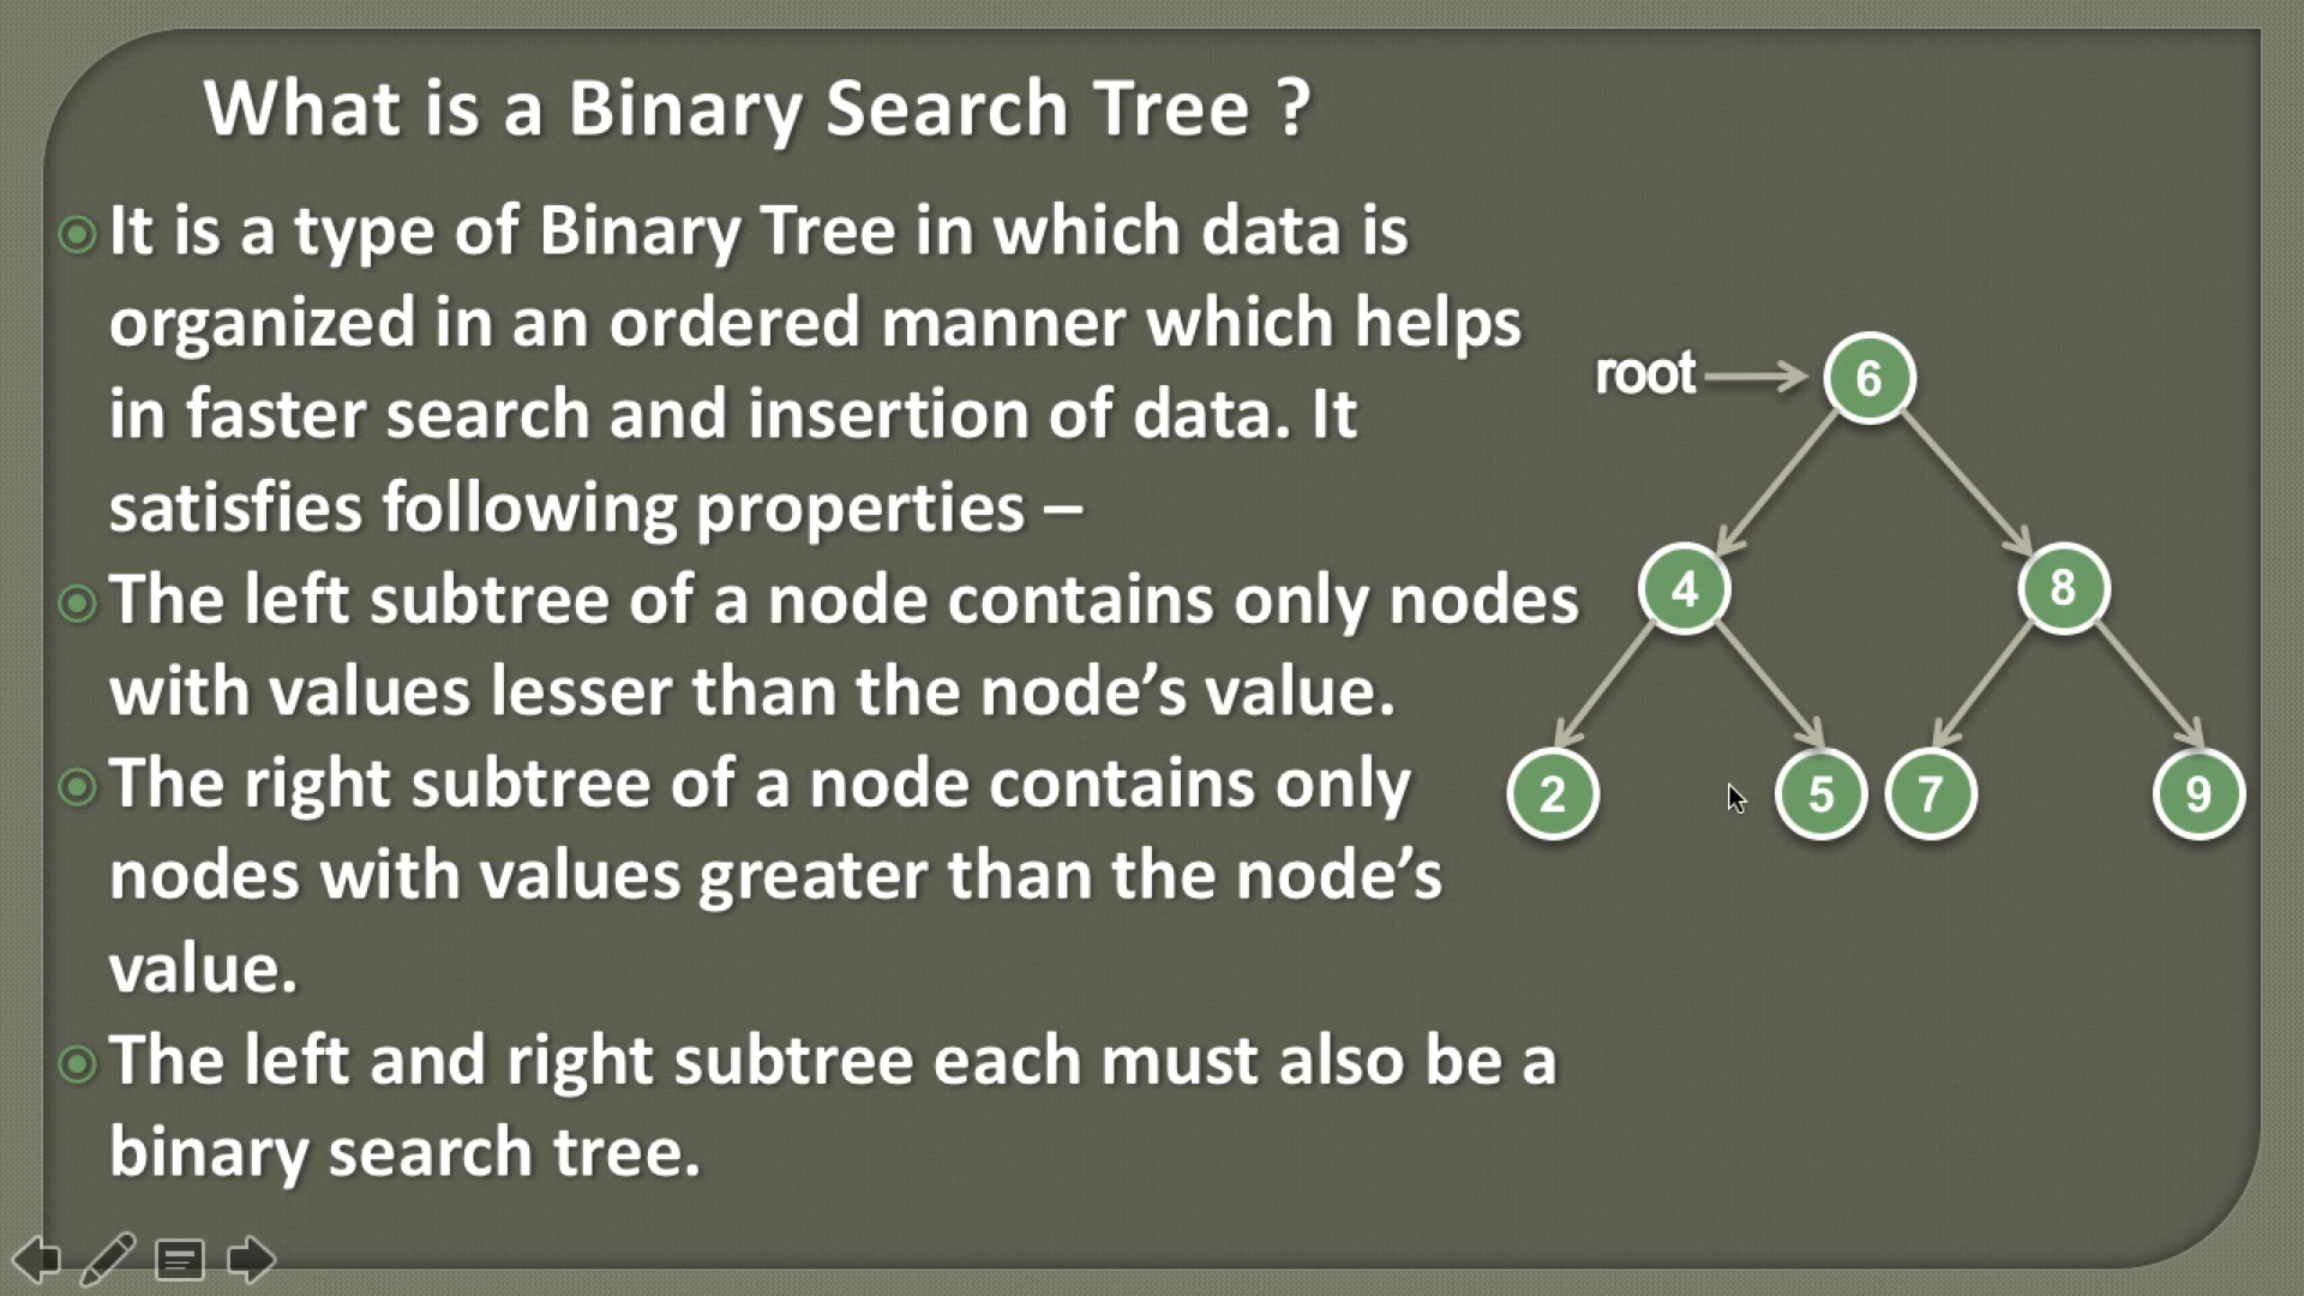 What is a Binary Search Tree ?
It is a type of Binary Tree in which data is
organized in an ordered manner which helps
in faster search and insertion of data. It
satisfies following properties –
The left subtree of a node contains only nodes
with values lesser than the node’s value.
The right subtree of a node contains only
nodes with values greater than the node’s
value.
The left and right subtree each must also be a
binary search tree.
root 6
4 8
2 5 7 9